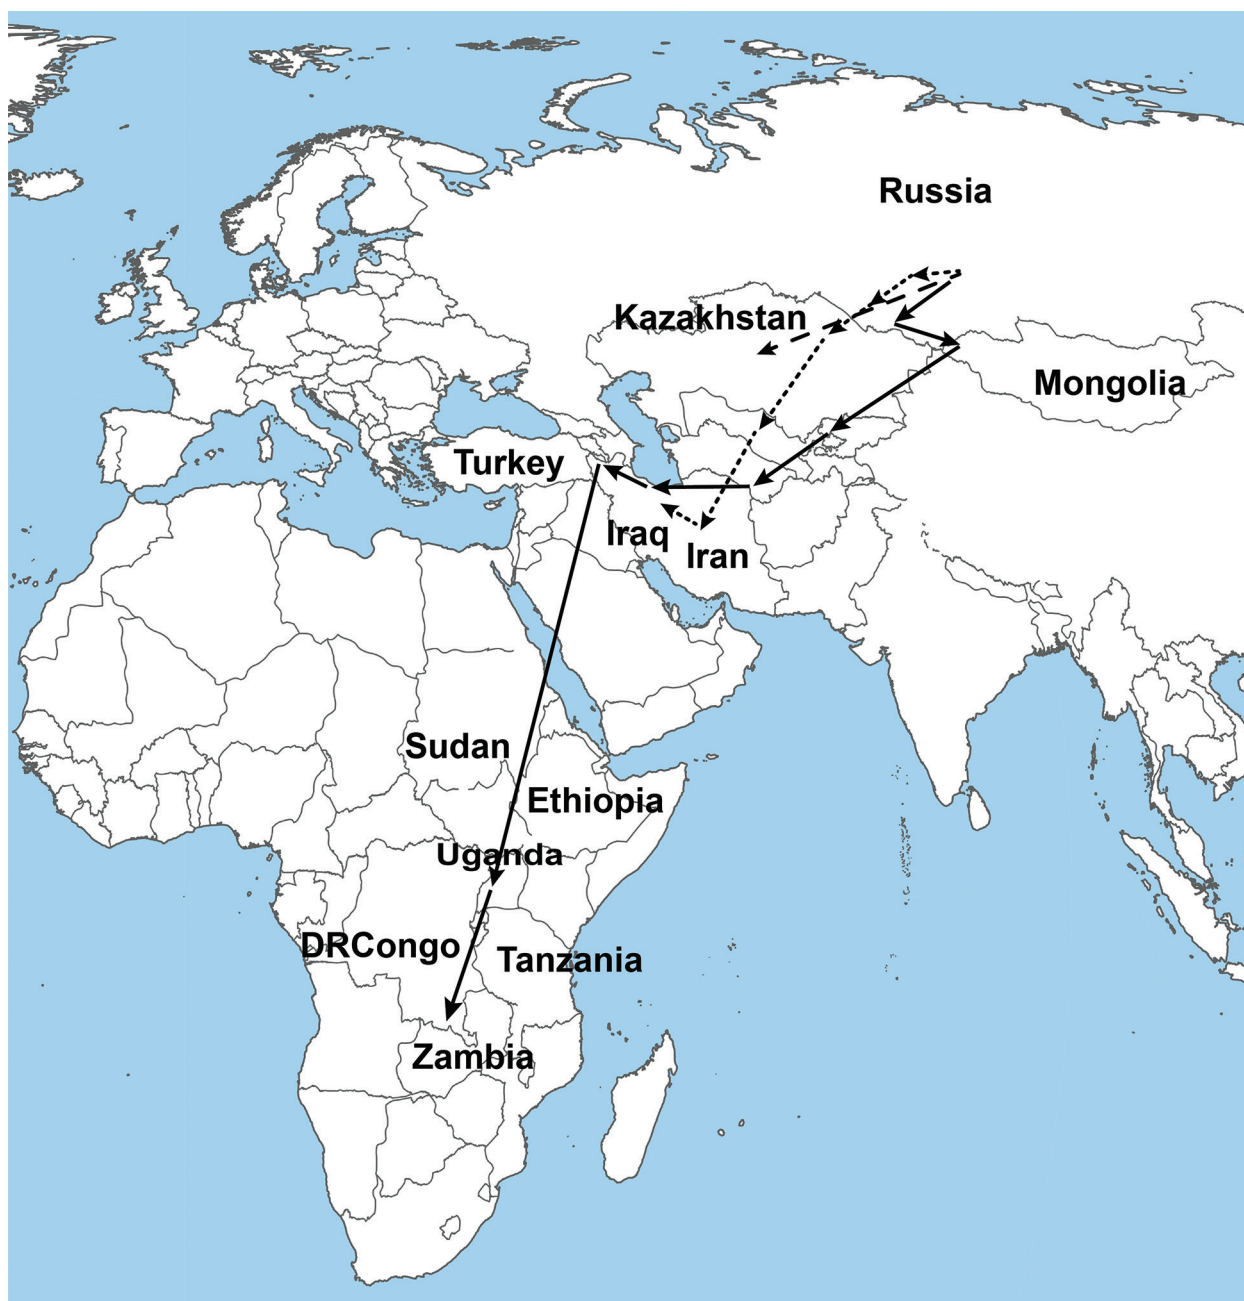 Russia
Kazakhstan
Mongolia
Turkey
Iraq
Iran
Sudan
Ethiopia
Uganda
DRCongo
Tanzania
Zambia